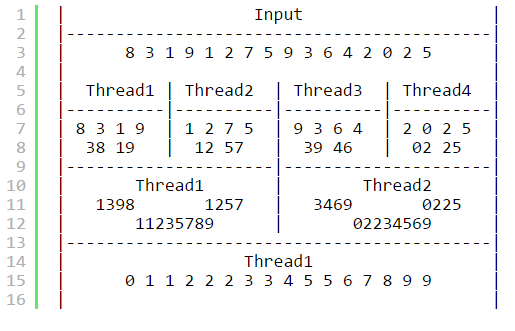 1 | Input |
2 |-------------------------------------------|
3 | 8 3 1 9 1 2 7 5 9 3 6 4 2 0 2 5 |
4 | |
5 | Thread1 | Thread2 | Thread3 | Thread4 |
6 |----------|----------|----------|----------|
7 | 8 3 1 9 | 1 2 7 5 | 9 3 6 4 | 2 0 2 5 |
8 | 38 19 | 12 57 | 39 46 | 02 25 |
9 |---------------------|---------------------|
10 | Thread1 | Thread2 |
11 | 1398 1257 | 3469 0225 |
12 | 11235789 | 02234569 |
13 |-------------------------------------------|
14 | Thread1 |
15 | 0 1 1 2 2 2 3 3 4 5 5 6 7 8 9 9 |
16 | |